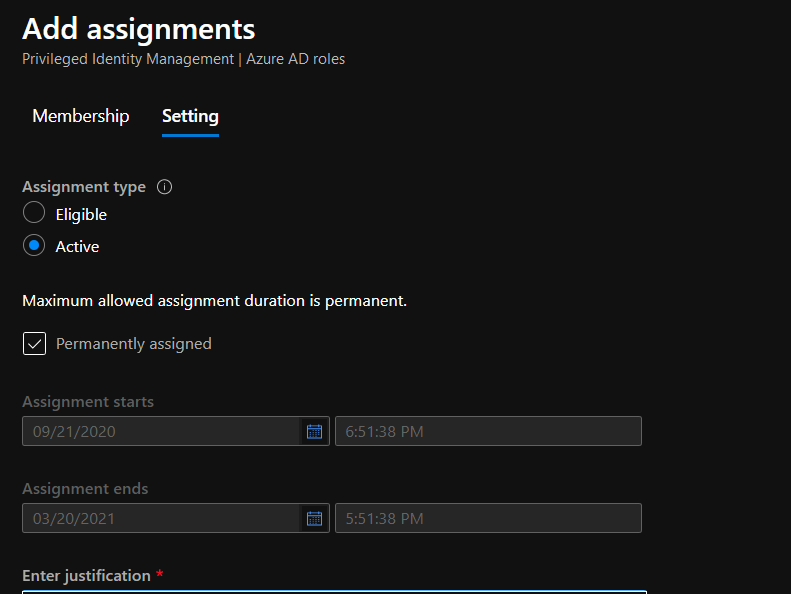 Add assignments
Privileged Identity Management | Azure AD roles
Membership Setting
Assignment type
Eligible
Active
Maximum allowed assignment duration is permanent.
Permanently assigned
Assignment starts
09/21/2020 6:51:38 PM
Assignment ends
03/20/2021 5:51:38 PM
Enter justification *